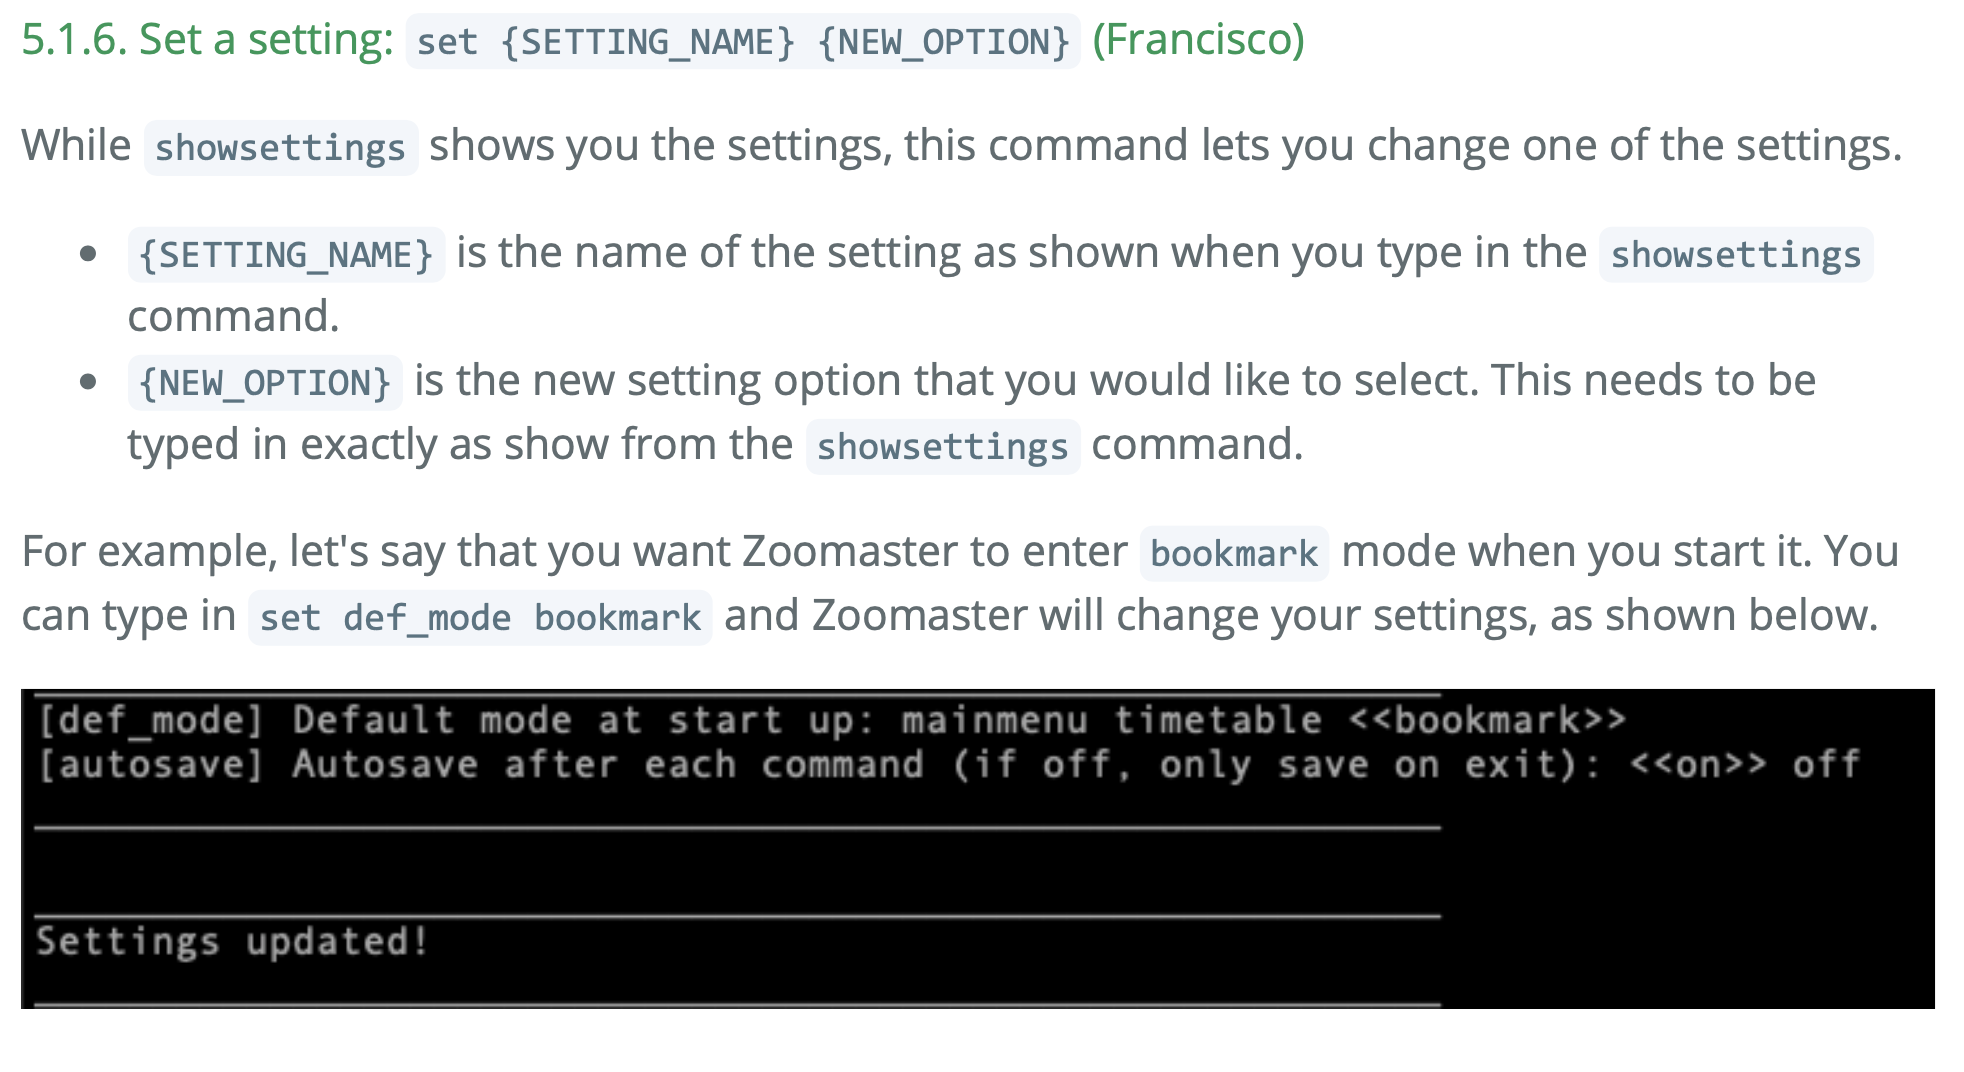 5.1.6. Set a setting: set {SETTING_NAME} {NEW_OPTION} (Francisco)
While showsettings shows you the settings, this command lets you change one of the settings.
• {SETTING_NAME} is the name of the setting as shown when you type in the showsettings
command.
• {NEW_OPTION} is the new setting option that you would like to select. This needs to be
typed in exactly as show from the showsettings command.
For example, let's say that you want Zoomaster to enter bookmark mode when you start it. You
can type in set def_mode bookmark and Zoomaster will change your settings, as shown below.
[def_mode] Default mode at start up: mainmenu timetable <<bookmark>>
[autosave] Autosave after each command (if off, only save on exit): <<on>> off
Settings updated!